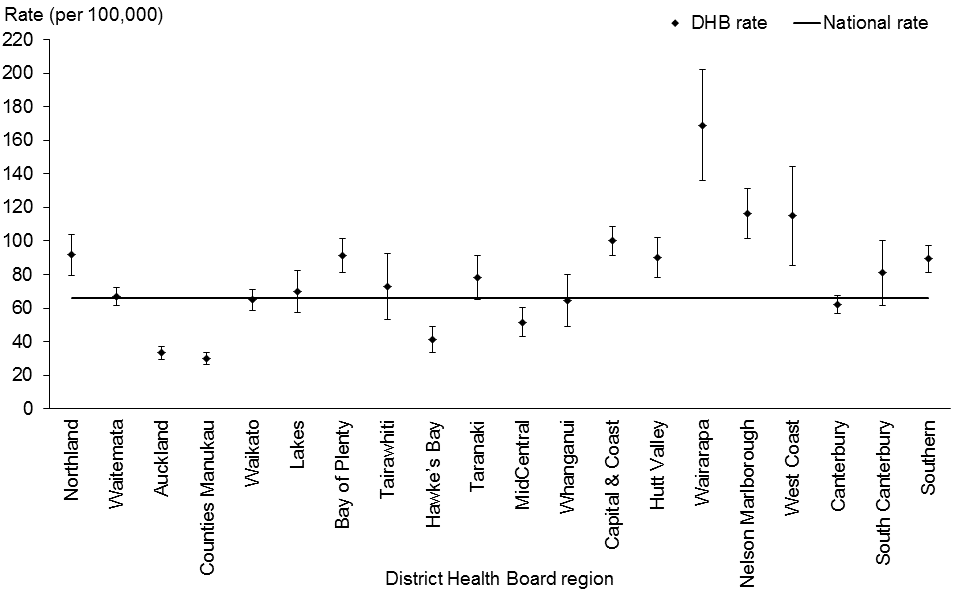 Rate (per 100,000)
DHB rate
National rate
220
200
180
160
140
120
100
80
60
40
20
0
Northland
Waitemata
Auckland
Counties Manukau
Waikato
Lakes
Bay of Plenty
Tairawhiti
Hawke's Bay
Taranaki
MidCentral
Whanganui
Capital & Coast
Hutt Valley
Wairarapa
Nelson Marlborough
West Coast
Canterbury
South Canterbury
Southern
District Health Board region